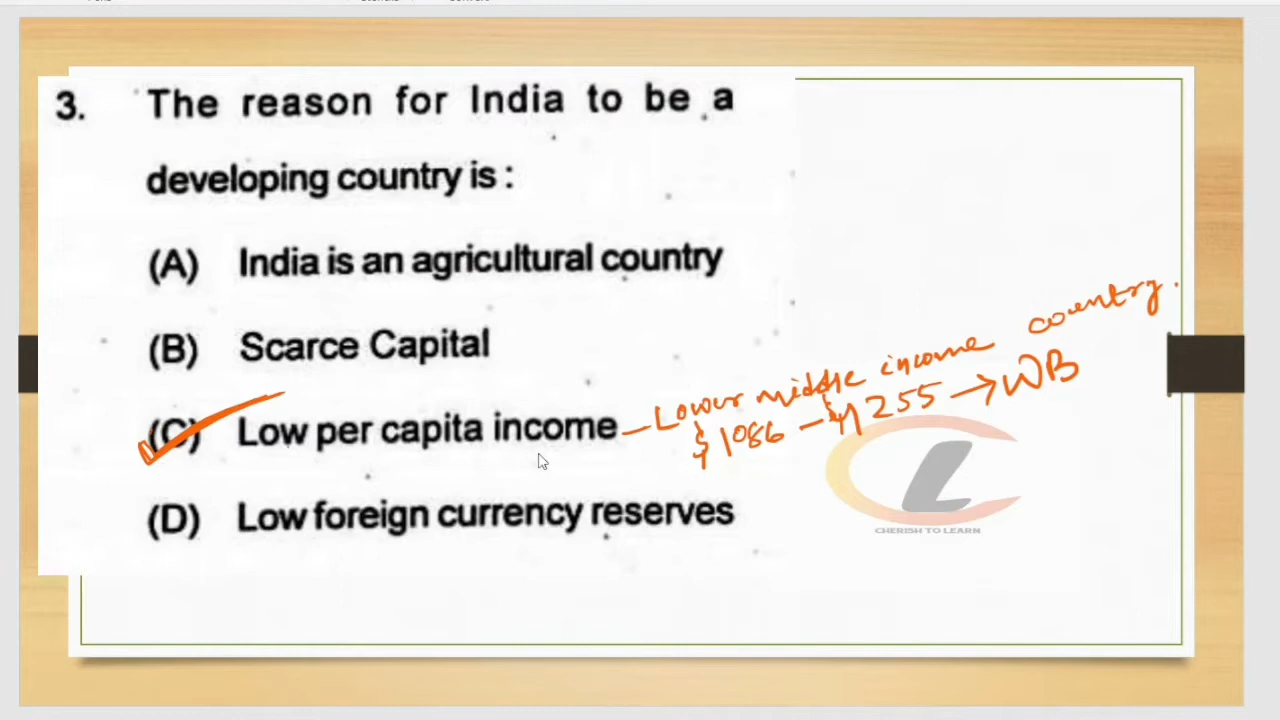 3. The reason for India to be a
developing country is :
(A) India is an agricultural country
(B) Scarce Capital
(C) Low per capita income – Lower middle income country.
$1086 – $4255 → WB
(D) Low foreign currency reserves
CL
CHERISH TO LEARN